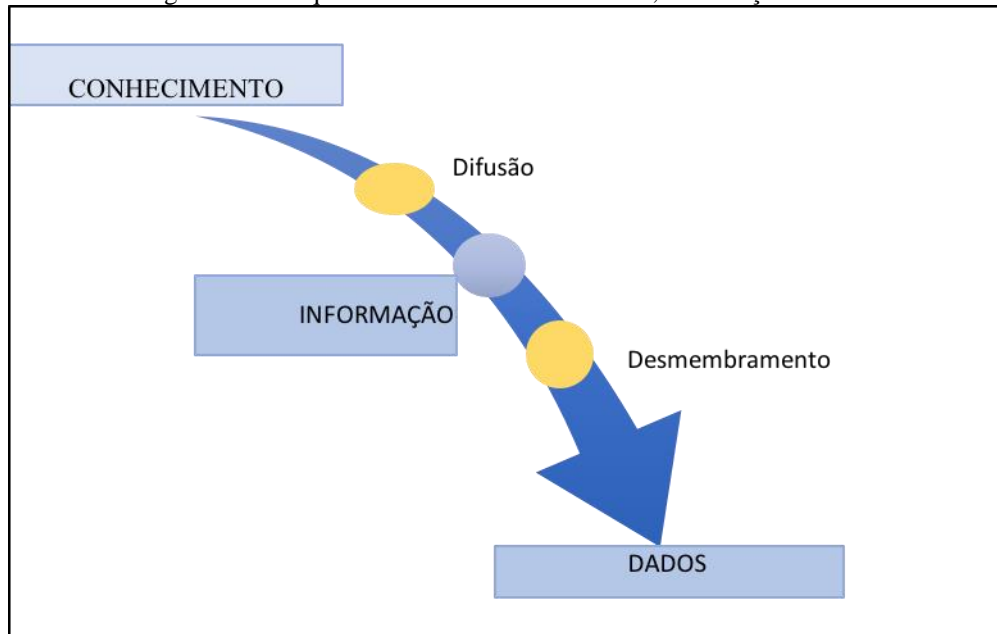 CONHECIMENTO
Difusão
INFORMAÇÃO
Desmembramento
DADOS